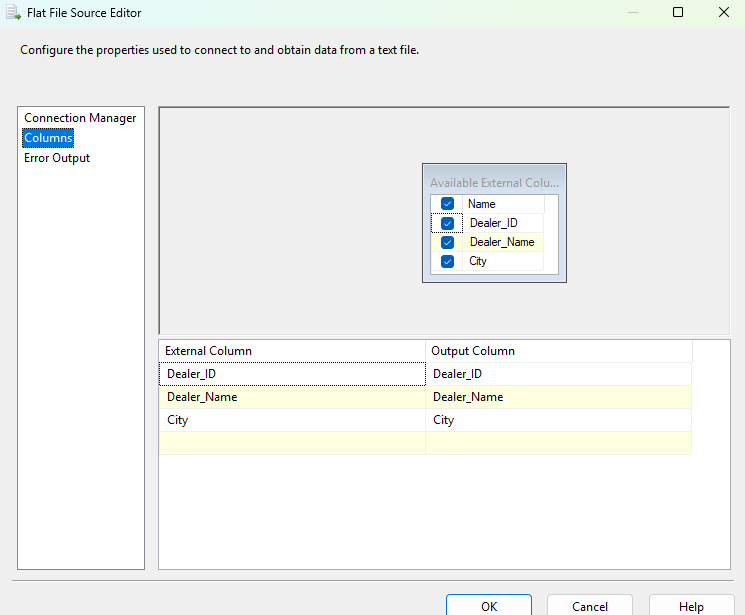 Flat File Source Editor
Configure the properties used to connect to and obtain data from a text file.
Connection Manager
Columns
Error Output
Available External Colu...
Name
Dealer_ID
Dealer_Name
City
External Column Output Column
Dealer_ID Dealer_ID
Dealer_Name Dealer_Name
City City
OK Cancel Help